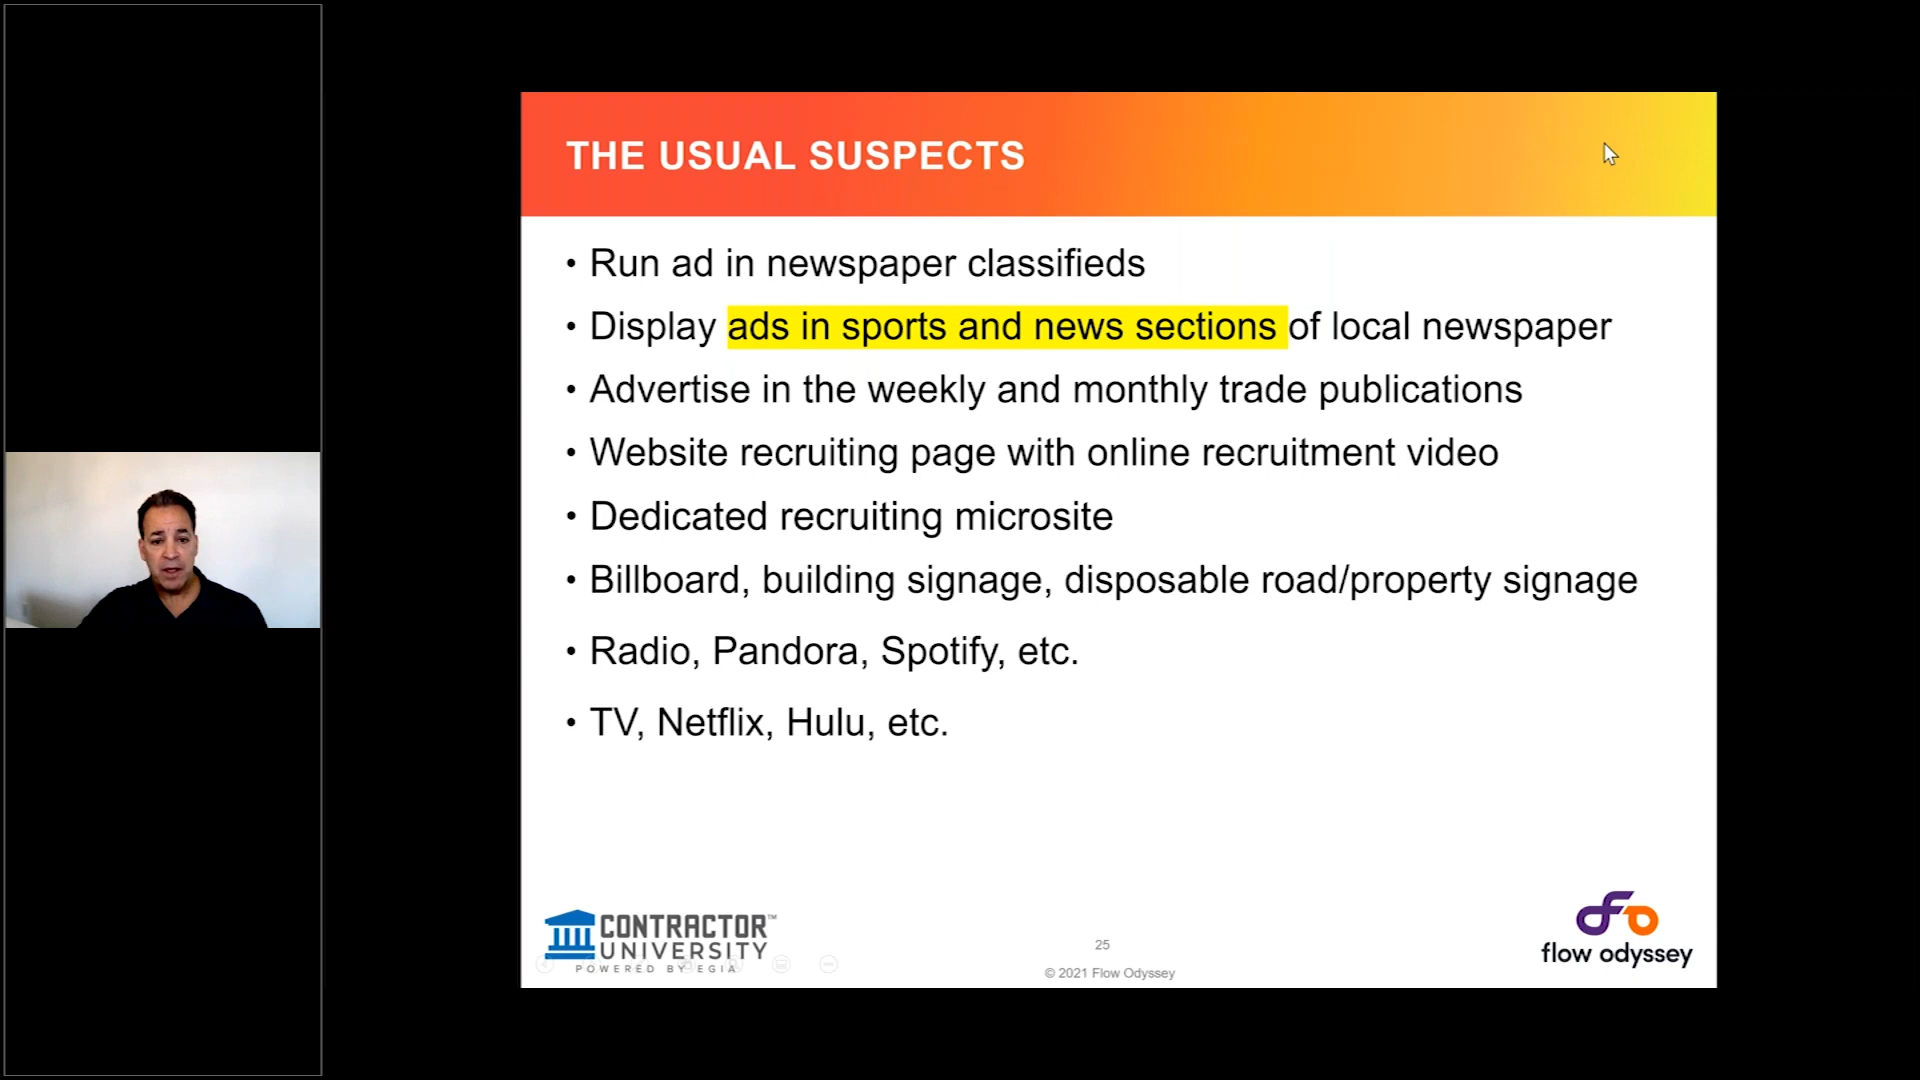 THE USUAL SUSPECTS
• Run ad in newspaper classifieds
• Display ads in sports and news sections of local newspaper
• Advertise in the weekly and monthly trade publications
• Website recruiting page with online recruitment video
• Dedicated recruiting microsite
• Billboard, building signage, disposable road/property signage
• Radio, Pandora, Spotify, etc.
• TV, Netflix, Hulu, etc.
CONTRACTOR™
UNIVERSITY
POWERED BY EGIA
25
© 2021 Flow Odyssey
flow odyssey